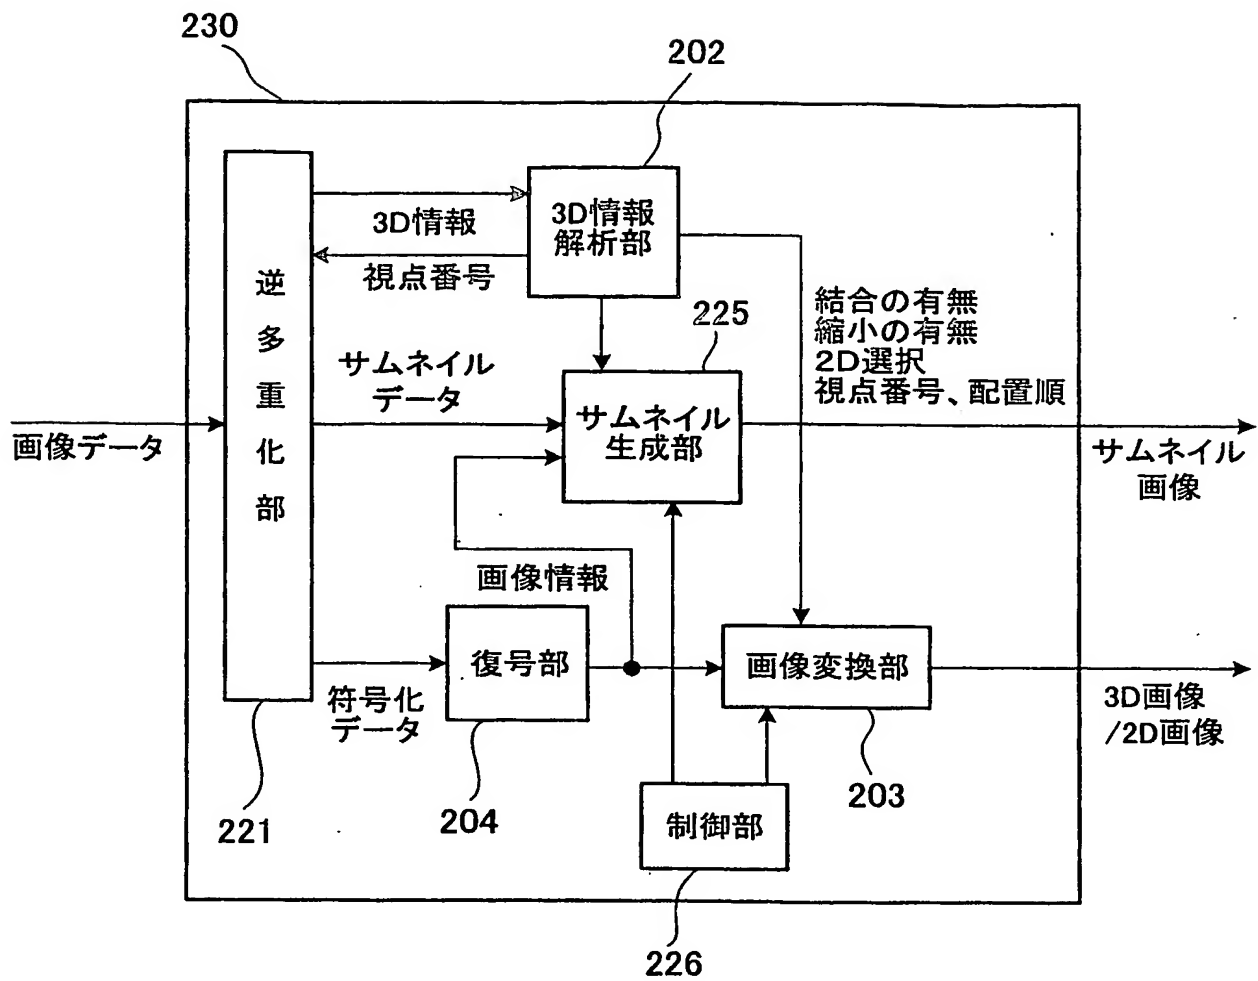 230
202
3D情報
解析部
3D情報
視点番号
逆多重化部
結合の有無
縮小の有無
2D選択
視点番号、配置順
225
サムネイル
データ
サムネイル
生成部
画像データ
サムネイル
画像
画像情報
復号部
画像変換部
符号化
データ
3D画像
/2D画像
221
204
制御部
203
226